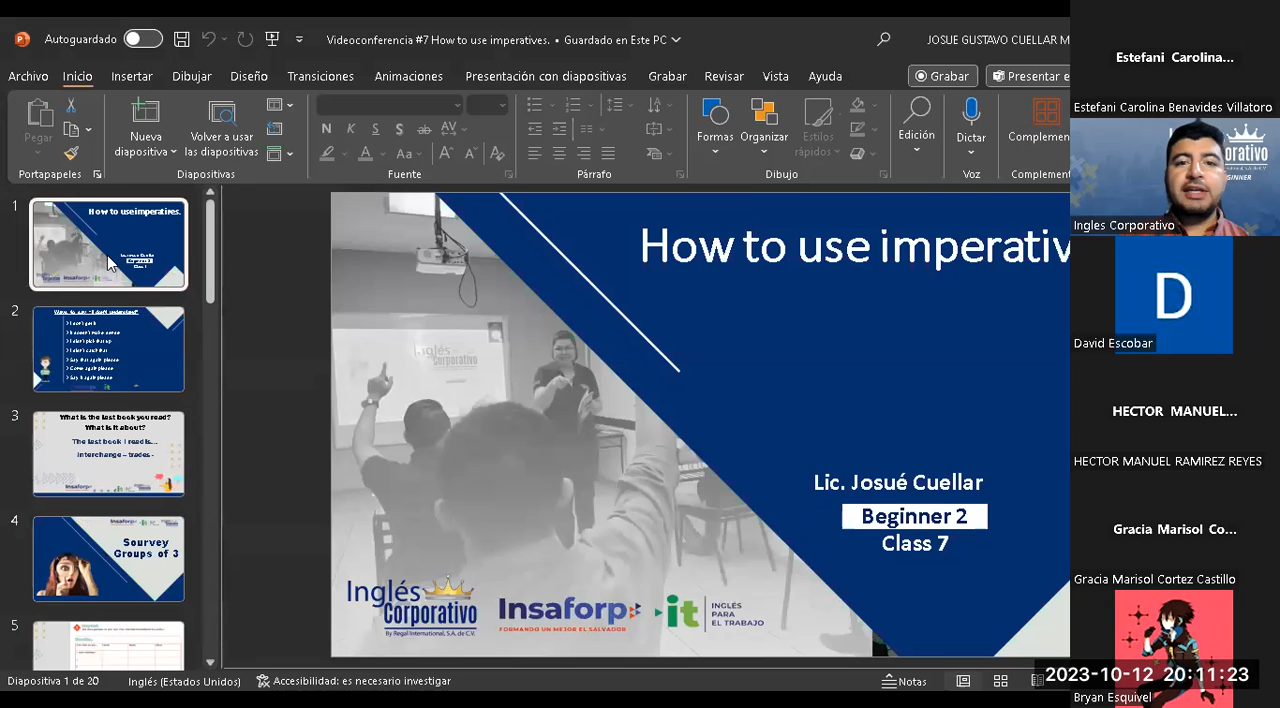 Autoguardado
Videoconferencia #7 How to use imperatives. • Guardado en Este PC
JOSUE GUSTAVO CUELLAR M
Archivo Inicio Insertar Dibujar Diseño Transiciones Animaciones Presentación con diapositivas Grabar Revisar Vista Ayuda
Grabar
Presentar e
Pegar
Nueva diapositiva
Volver a usar las diapositivas
Formas
Organizar
Estilos rápidos
Edición
Dictar
Complemen
Portapapeles
Diapositivas
Fuente
Párrafo
Dibujo
Voz
Complement
1
How to use imperatives.
2
3
What is the last book you read?
What is it about?
The last book I read is...
Interchange – trades -
4
Sourvey
Groups of 3
5
How to use imperativ
Lic. Josué Cuellar
Beginner 2
Class 7
Inglés
Corporativo
By Regal International, S.A. de C.V.
Insaforp
FORMANDO UN MEJOR EL SALVADOR
it
INGLÉS
PARA
EL TRABAJO
Diapositiva 1 de 20
Inglés (Estados Unidos)
Accesibilidad: es necesario investigar
Notas
Estefani Carolina...
Estefani Carolina Benavides Villatoro
Ingles Corporativo
D
David Escobar
HECTOR MANUEL...
HECTOR MANUEL RAMIREZ REYES
Gracia Marisol Co...
Gracia Marisol Cortez Castillo
2023-10-12 20:11:23
Bryan Esquivel